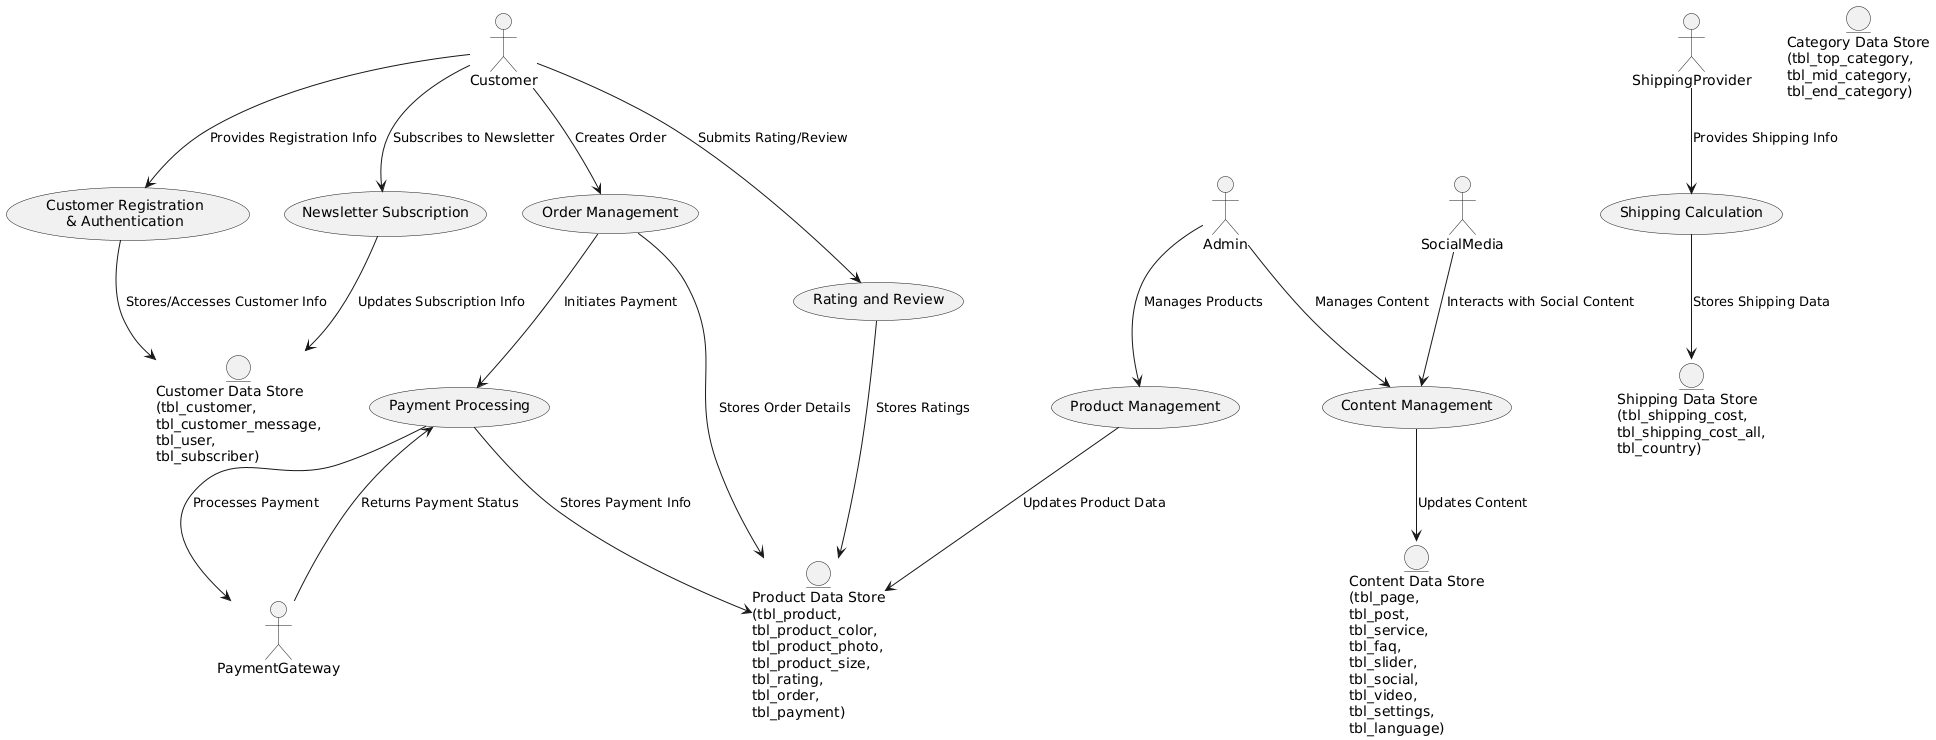 Customer
ShippingProvider
Category Data Store
(tbl_top_category,
tbl_mid_category,
tbl_end_category)
Provides Registration Info
Subscribes to Newsletter
Creates Order
Submits Rating/Review
Provides Shipping Info
Customer Registration
& Authentication
Newsletter Subscription
Order Management
Admin
SocialMedia
Shipping Calculation
Stores/Accesses Customer Info
Updates Subscription Info
Initiates Payment
Rating and Review
Manages Products
Manages Content
Interacts with Social Content
Stores Shipping Data
Customer Data Store
(tbl_customer,
tbl_customer_message,
tbl_user,
tbl_subscriber)
Payment Processing
Stores Order Details
Stores Ratings
Product Management
Content Management
Shipping Data Store
(tbl_shipping_cost,
tbl_shipping_cost_all,
tbl_country)
Processes Payment
Returns Payment Status
Stores Payment Info
Updates Product Data
Updates Content
PaymentGateway
Product Data Store
(tbl_product,
tbl_product_color,
tbl_product_photo,
tbl_product_size,
tbl_rating,
tbl_order,
tbl_payment)
Content Data Store
(tbl_page,
tbl_post,
tbl_service,
tbl_faq,
tbl_slider,
tbl_social,
tbl_video,
tbl_settings,
tbl_language)